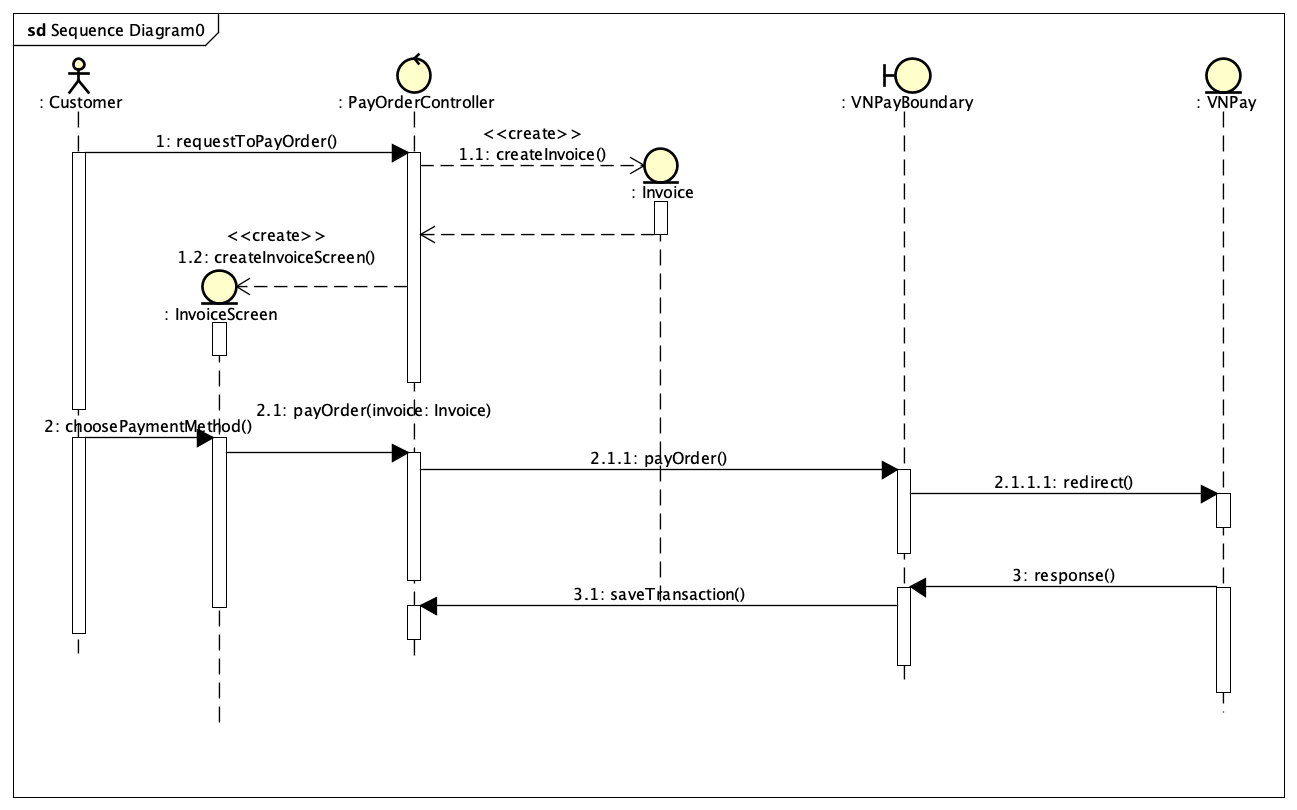 sd Sequence Diagram0
: Customer
: PayOrderController
: VNPayBoundary
: VNPay
1: requestToPayOrder()
<<create>>
1.1: createInvoice()
: Invoice
<<create>>
1.2: createInvoiceScreen()
: InvoiceScreen
2.1: payOrder(invoice: Invoice)
2: choosePaymentMethod()
2.1.1: payOrder()
2.1.1.1: redirect()
3: response()
3.1: saveTransaction()